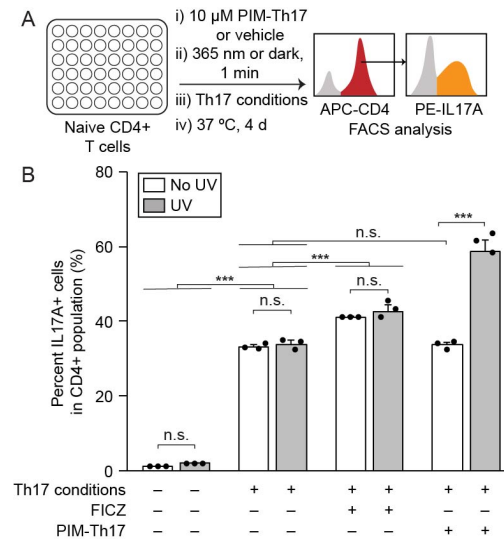 A
i) 10 µM PIM-Th17
or vehicle
ii) 365 nm or dark,
1 min
iii) Th17 conditions
iv) 37 ºC, 4 d
Naive CD4+
T cells
APC-CD4
PE-IL17A
FACS analysis
B
Percent IL17A+ cells
in CD4+ population (%)
80
60
40
20
0
No UV
UV
n.s.
***
n.s.
***
n.s.
n.s.
***
Th17 conditions – – + + + + + +
FICZ – – – – + + – –
PIM-Th17 – – – – – – + +